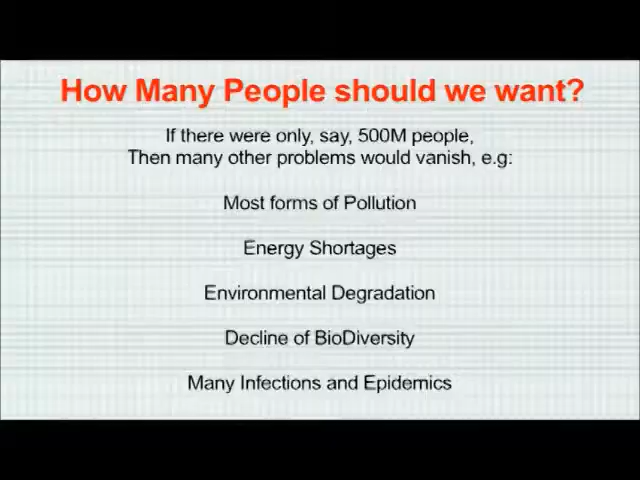 How Many People should we want?
If there were only, say, 500M people,
Then many other problems would vanish, e.g:
Most forms of Pollution
Energy Shortages
Environmental Degradation
Decline of BioDiversity
Many Infections and Epidemics